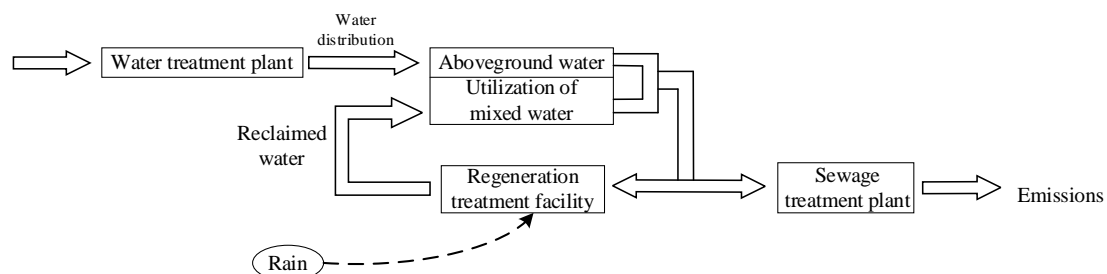 Water
distribution
Water treatment plant
Aboveground water
Utilization of
mixed water
Reclaimed
water
Regeneration
treatment facility
Sewage
treatment plant
Emissions
Rain